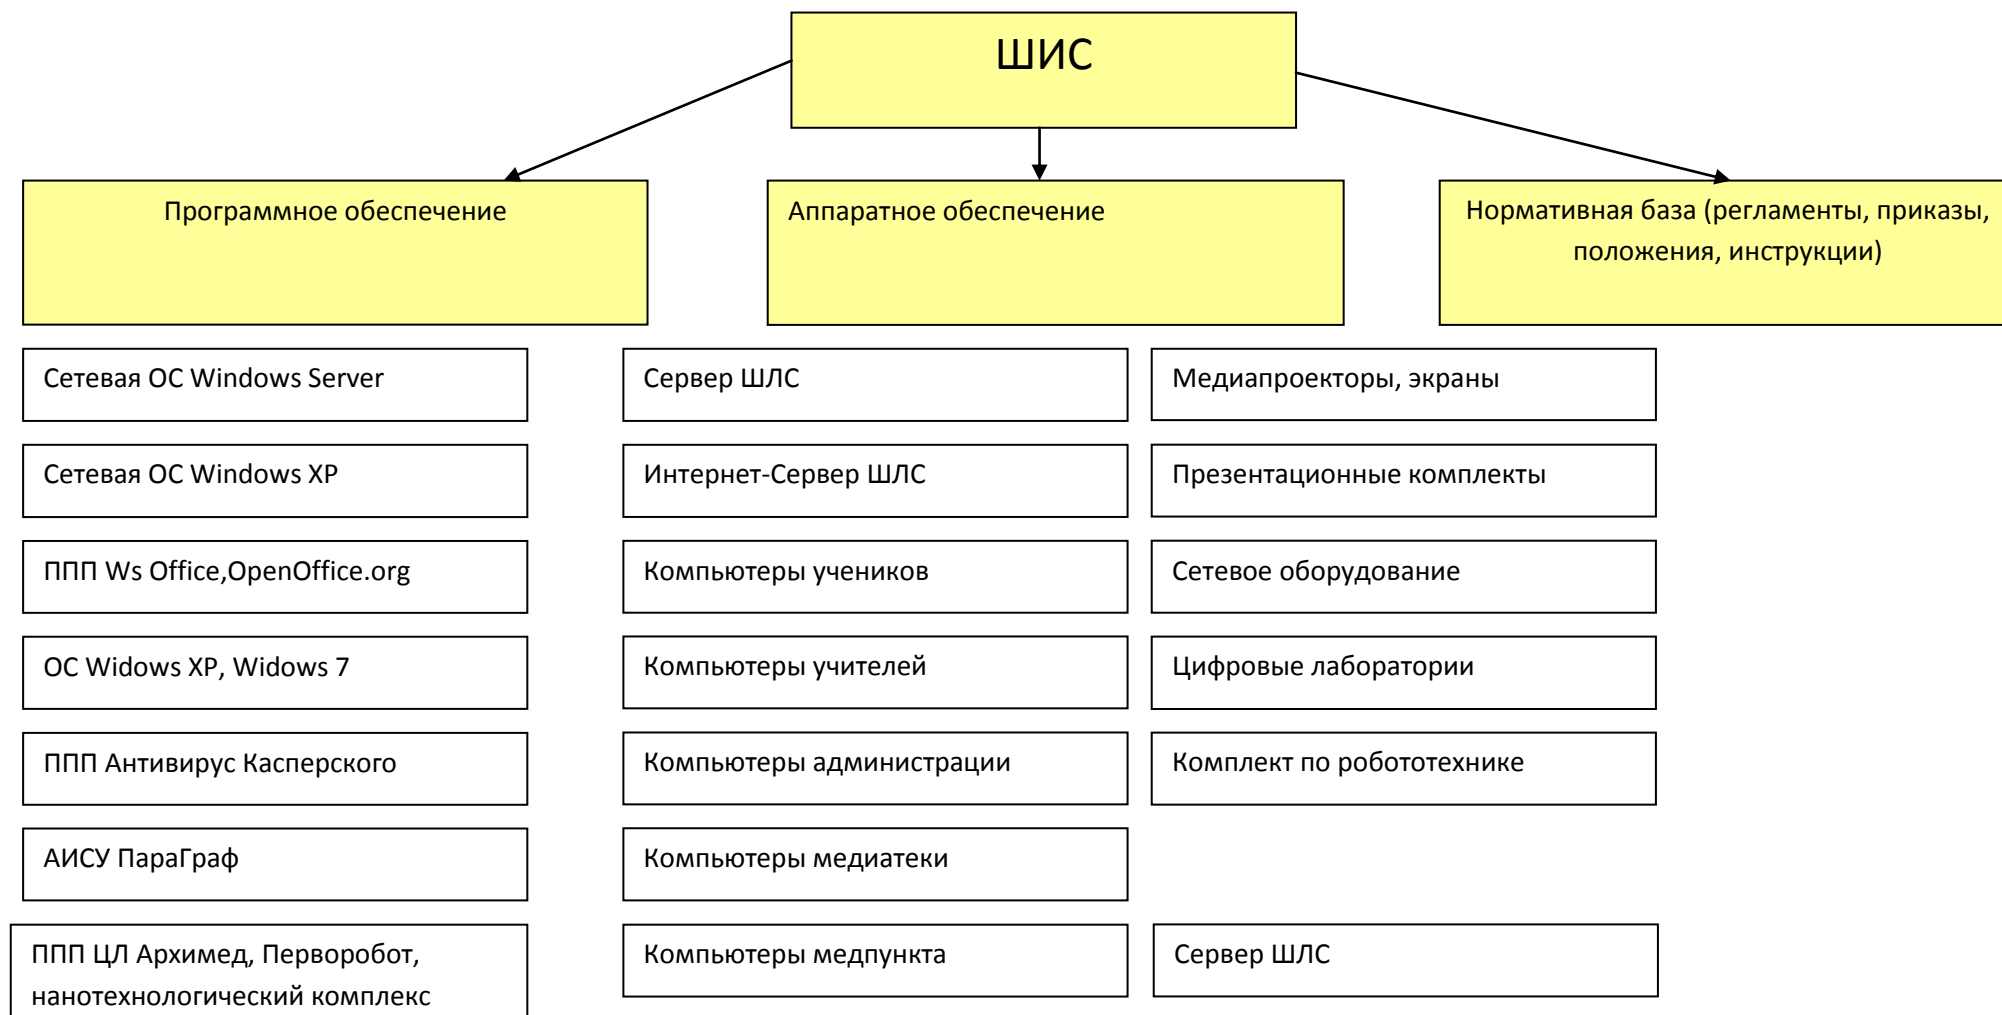 ШИС
Программное обеспечение
Аппаратное обеспечение
Нормативная база (регламенты, приказы,
положения, инструкции)
Сетевая ОС Windows Server
Сервер ШЛС
Медиапроекторы, экраны
Сетевая ОС Windows XP
Интернет-Сервер ШЛС
Презентационные комплекты
ППП Ws Office,OpenOffice.org
Компьютеры учеников
Сетевое оборудование
ОС Widows XP, Widows 7
Компьютеры учителей
Цифровые лаборатории
ППП Антивирус Касперского
Компьютеры администрации
Комплект по робототехнике
АИСУ ПараГраф
Компьютеры медиатеки
ППП ЦЛ Архимед, Перворобот,
нанотехнологический комплекс
Компьютеры медпункта
Сервер ШЛС